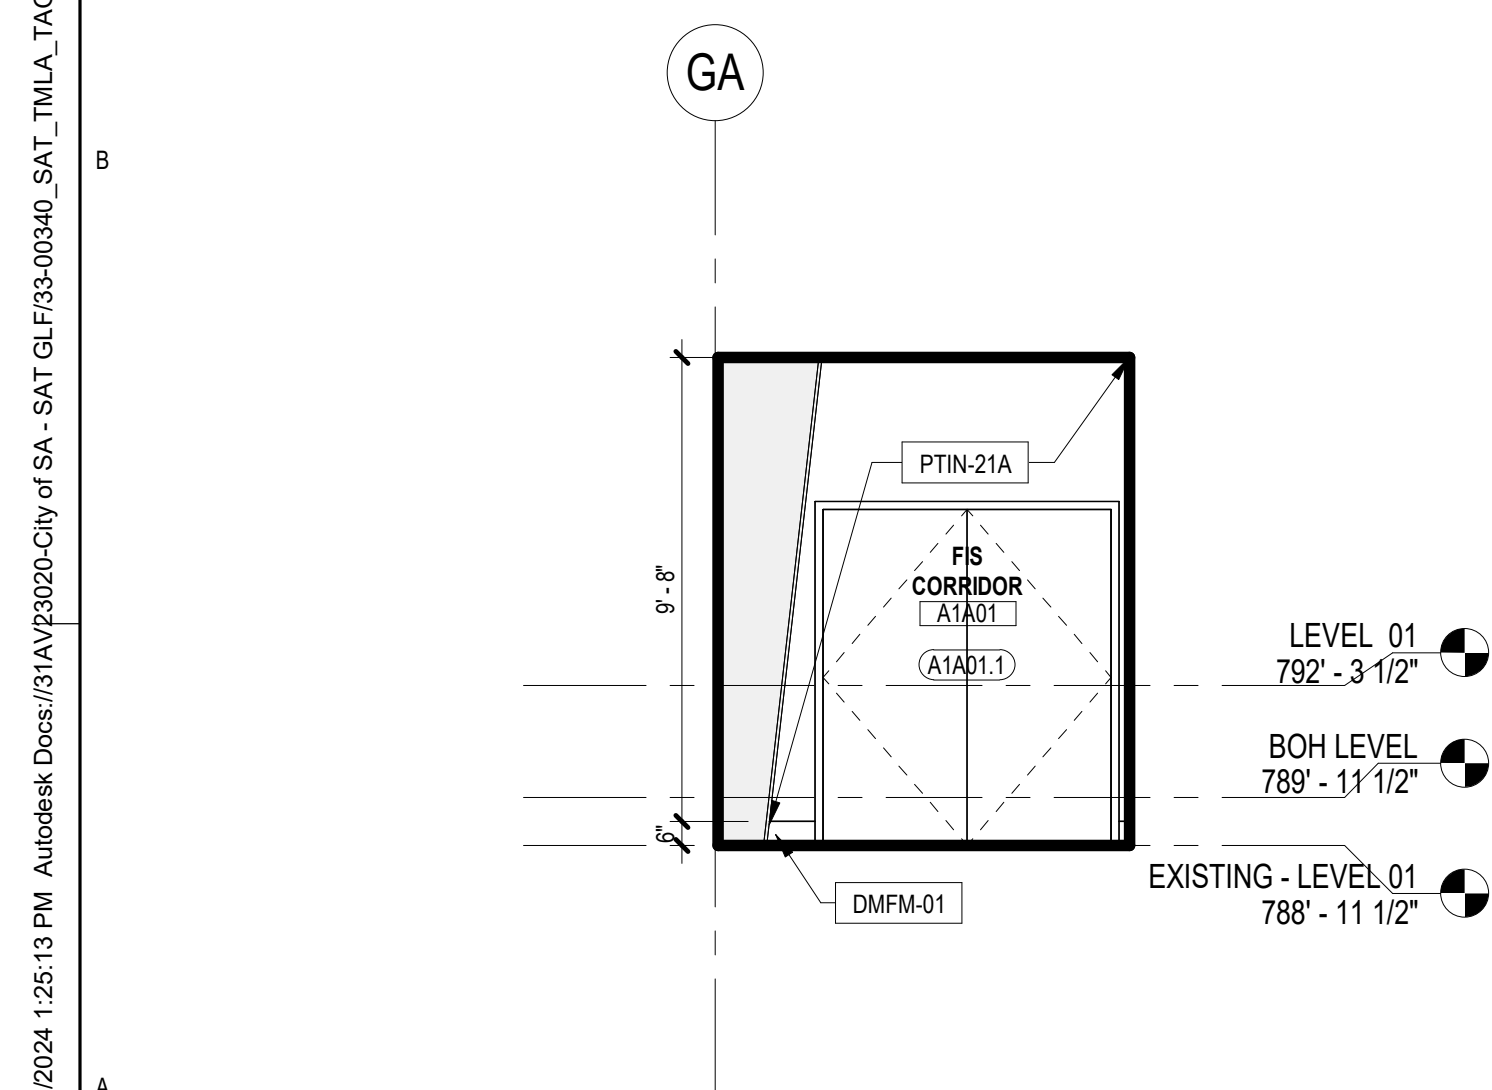 /2024 1:25:13 PM Autodesk Docs://31AV23020-City of SA - SAT GLF/33-00340_SAT_TMLA_TAC
B
A
GA
PTIN-21A
9' - 8"
FIS
CORRIDOR
A1A01
A1A01.1
6"
DMFM-01
LEVEL 01
792' - 3 1/2"
BOH LEVEL
789' - 11 1/2"
EXISTING - LEVEL 01
788' - 11 1/2"